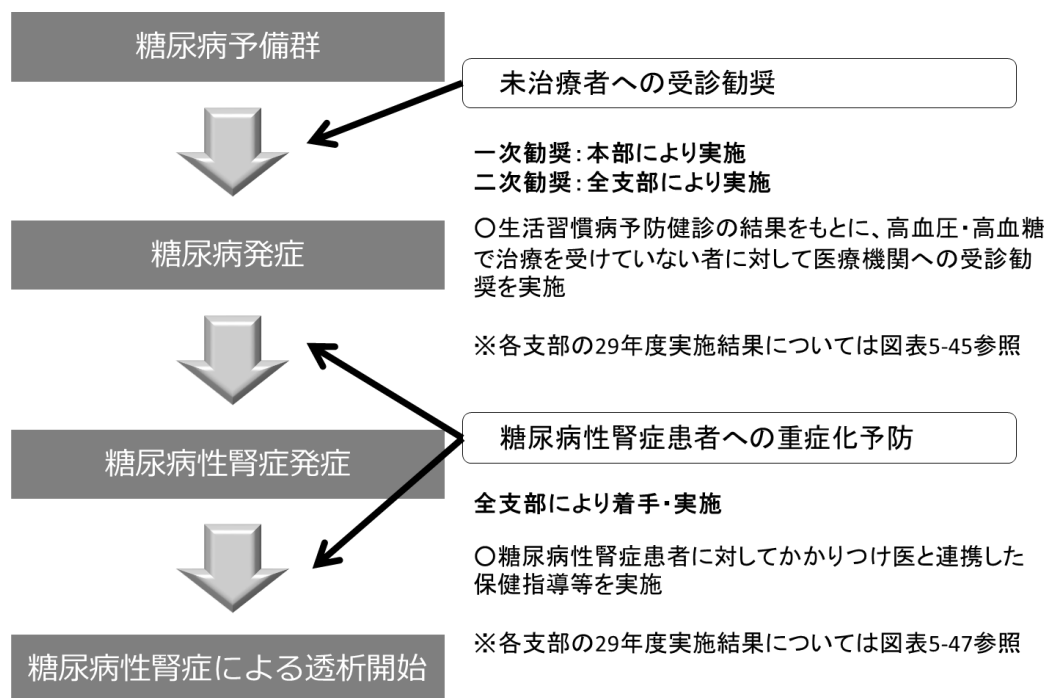 糖尿病予備群
未治療者への受診勧奨
一次勧奨：本部により実施
二次勧奨：全支部により実施
糖尿病発症
○生活習慣病予防健診の結果をもとに、高血圧・高血糖
で治療を受けていない者に対して医療機関への受診勧
奨を実施
※各支部の29年度実施結果については図表5-45参照
糖尿病性腎症患者への重症化予防
糖尿病性腎症発症
全支部により着手・実施
○糖尿病性腎症患者に対してかかりつけ医と連携した
保健指導等を実施
※各支部の29年度実施結果については図表5-47参照
糖尿病性腎症による透析開始